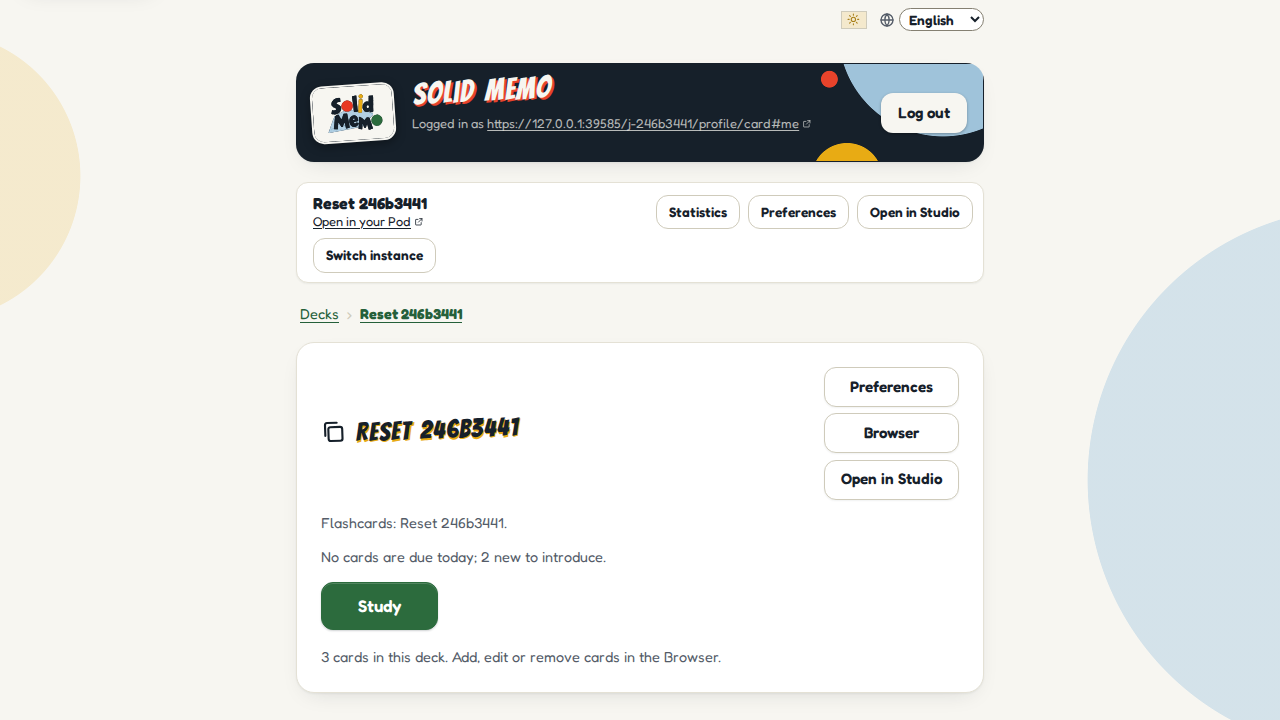 English
Solid Memo
SOLID MEMO
Logged in as https://127.0.0.1:39585/j-246b3441/profile/card#me
Log out
Reset 246b3441
Open in your Pod
Statistics
Preferences
Open in Studio
Switch instance
Decks › Reset 246b3441
RESET 246B3441
Preferences
Browser
Open in Studio
Flashcards: Reset 246b3441.
No cards are due today; 2 new to introduce.
Study
3 cards in this deck. Add, edit or remove cards in the Browser.